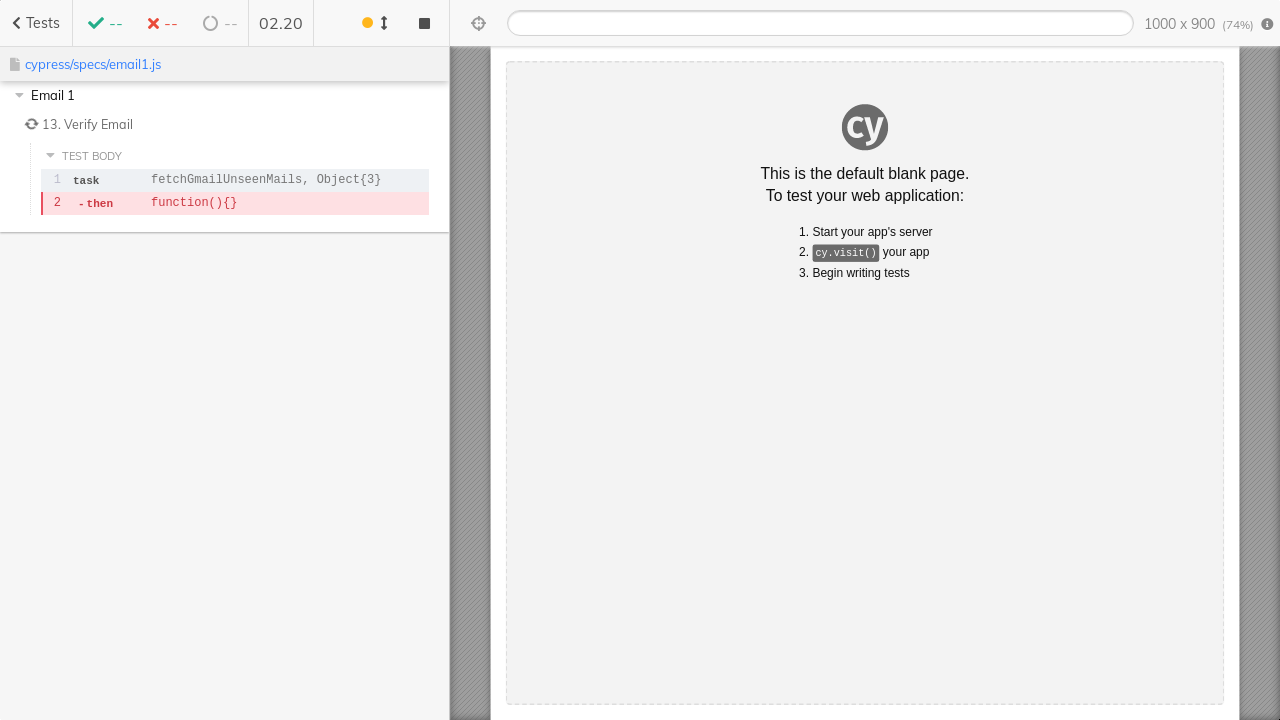 Tests -- -- -- 02.20 1000 x 900 (74%)
cypress/specs/email1.js
Email 1
13. Verify Email
TEST BODY
1 task fetchGmailUnseenMails, Object{3}
2 -then function(){}
cy
This is the default blank page.
To test your web application:
1. Start your app's server
2. cy.visit() your app
3. Begin writing tests